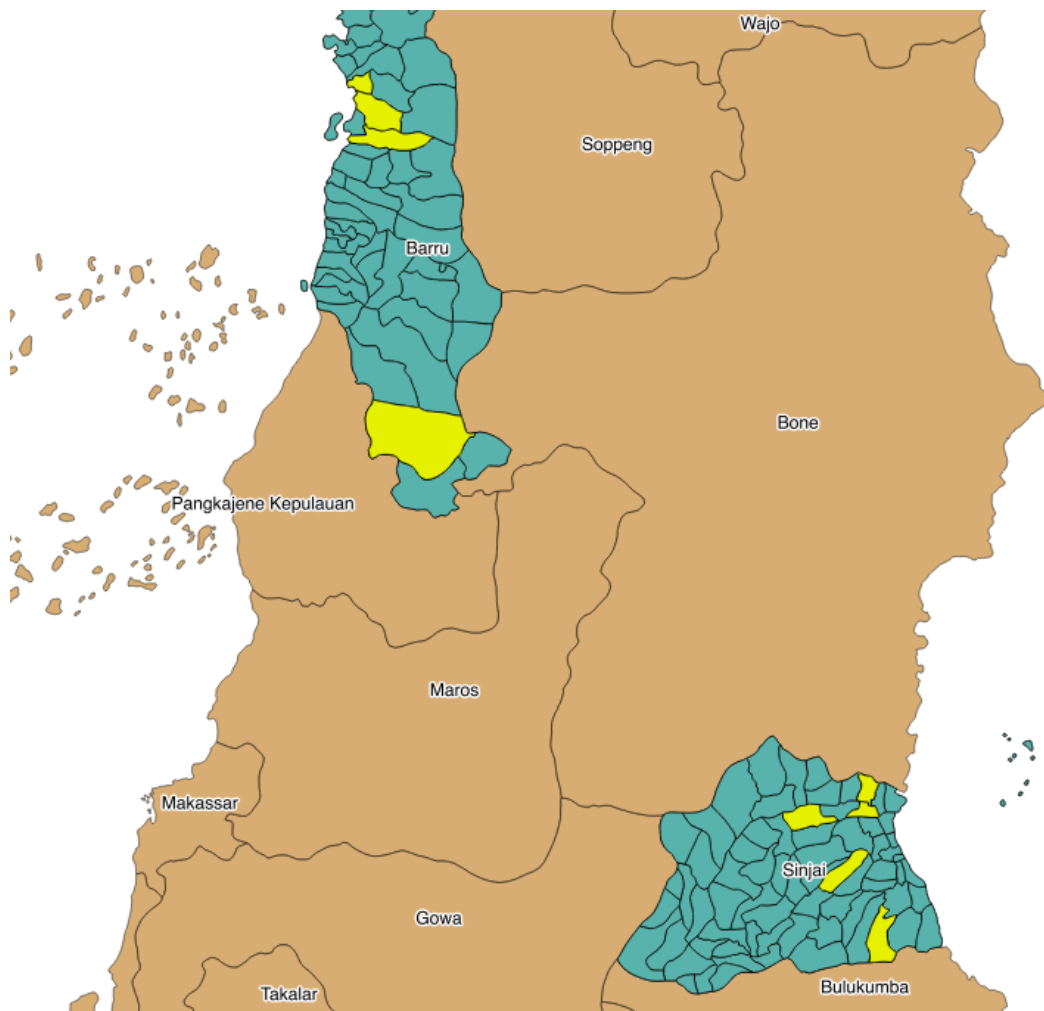 Wajo
Soppeng
Barru
Bone
Pangkajene Kepulauan
Maros
Makassar
Sinjai
Gowa
Bulukumba
Takalar